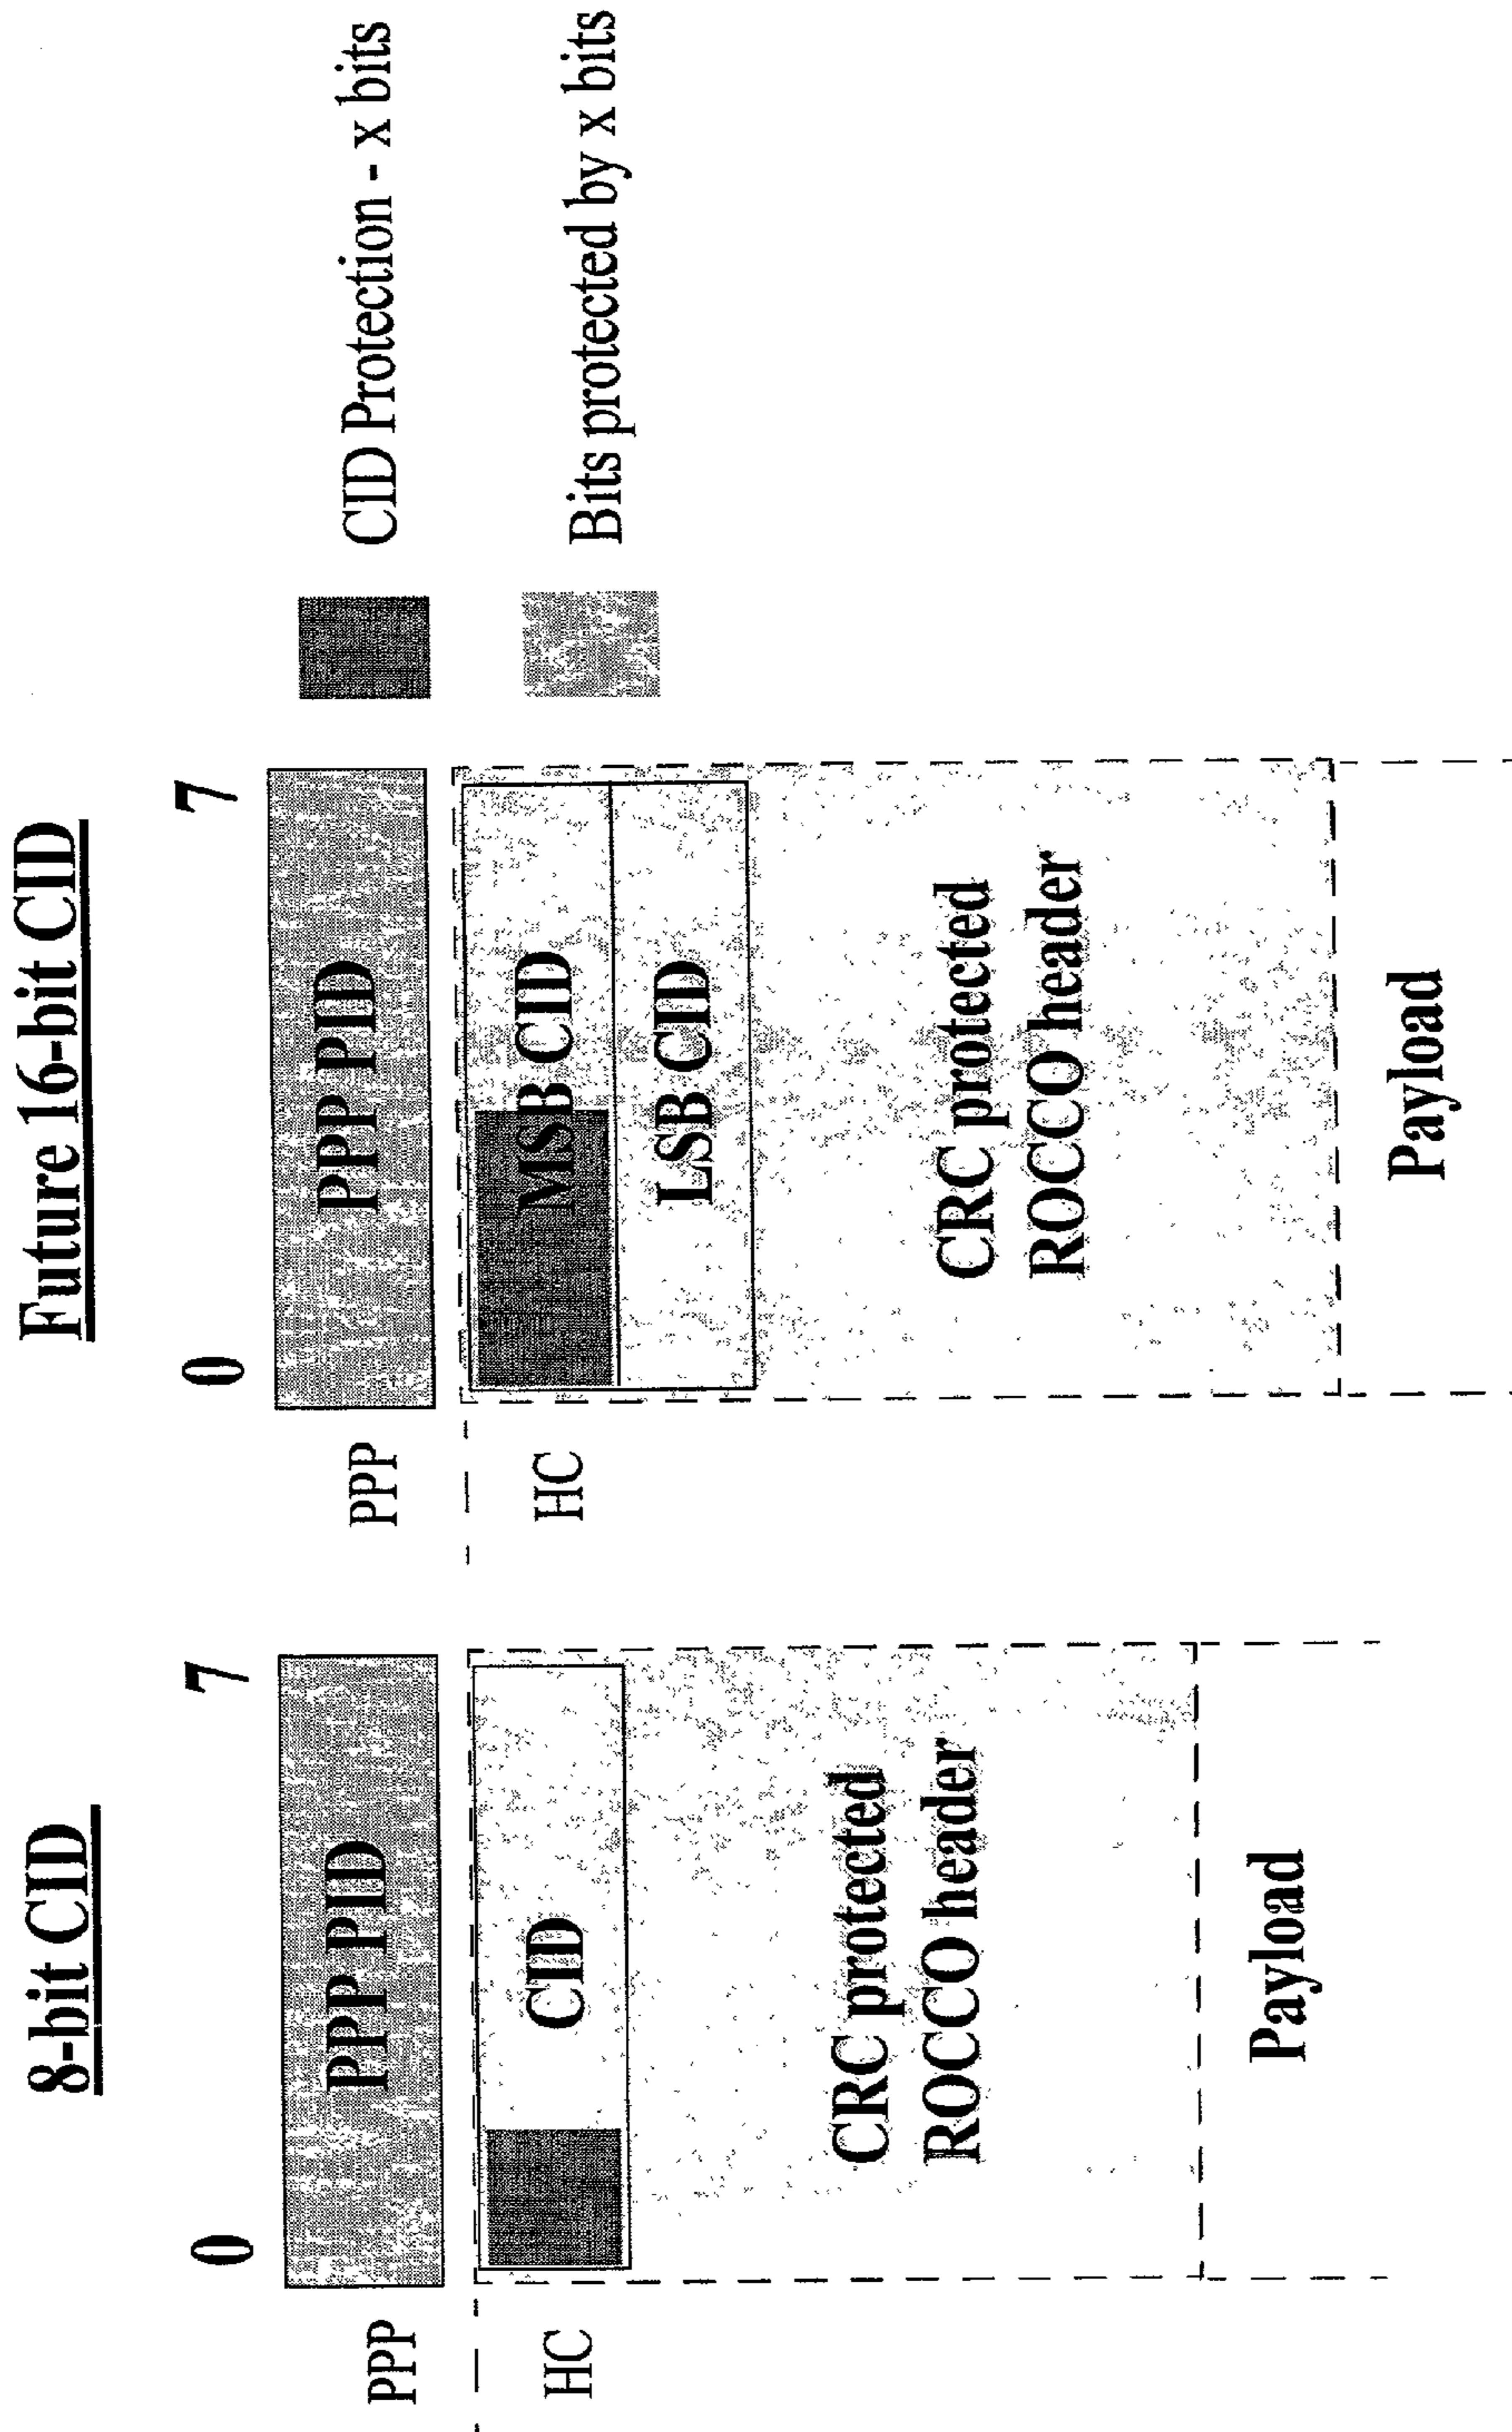 8-bit CID
0 7
PPP
PPP PID
HC
CID
CRC protected
ROCCO header
Payload
Future 16-bit CID
0 7
PPP
PPP PID
HC
MSB CID
LSB CID
CRC protected
ROCCO header
Payload
CID Protection - x bits
Bits protected by x bits